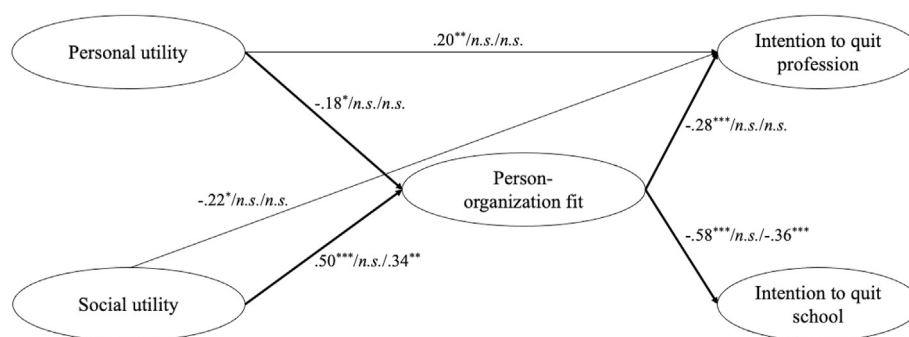 Personal utility
.20**/n.s./n.s.
Intention to quit
profession
-.18*/n.s./n.s.
-.28***/n.s./n.s.
Person-
organization fit
-.22*/n.s./n.s.
-.58***/n.s./-.36***
.50***/n.s./.34**
Social utility
Intention to quit
school